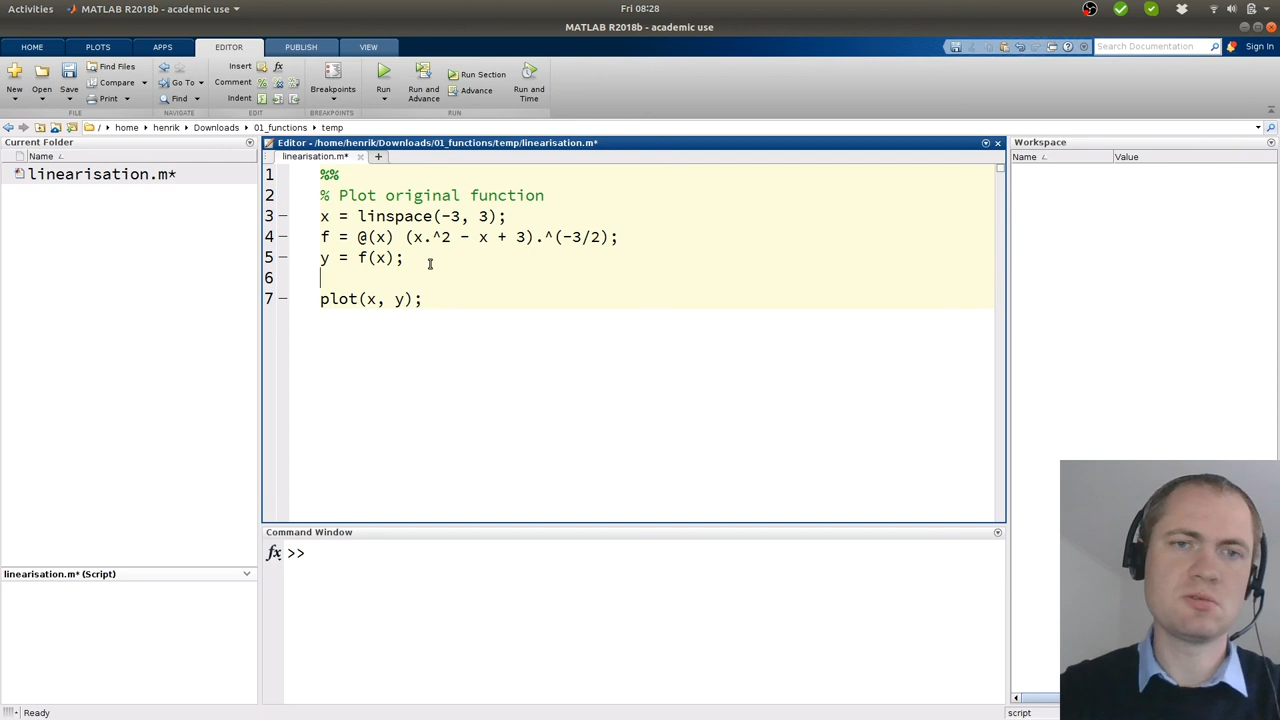 Activities MATLAB R2018b - academic use Fri 08:28
MATLAB R2018b - academic use
HOME PLOTS APPS EDITOR PUBLISH VIEW Search Documentation Sign In
New Open Save Find Files Compare Print Go To Find Insert fx Comment Indent Breakpoints Run Run and Advance Run Section Advance Run and Time
FILE NAVIGATE EDIT BREAKPOINTS RUN
/ home henrik Downloads 01_functions temp
Current Folder
Name
linearisation.m*
linearisation.m* (Script)
Editor - /home/henrik/Downloads/01_functions/temp/linearisation.m*
linearisation.m*
1 %%
2 % Plot original function
3 – x = linspace(-3, 3);
4 – f = @(x) (x.^2 - x + 3).^(-3/2);
5 – y = f(x);
6
7 – plot(x, y);
Command Window
fx >>
Workspace
Name Value
Ready
script